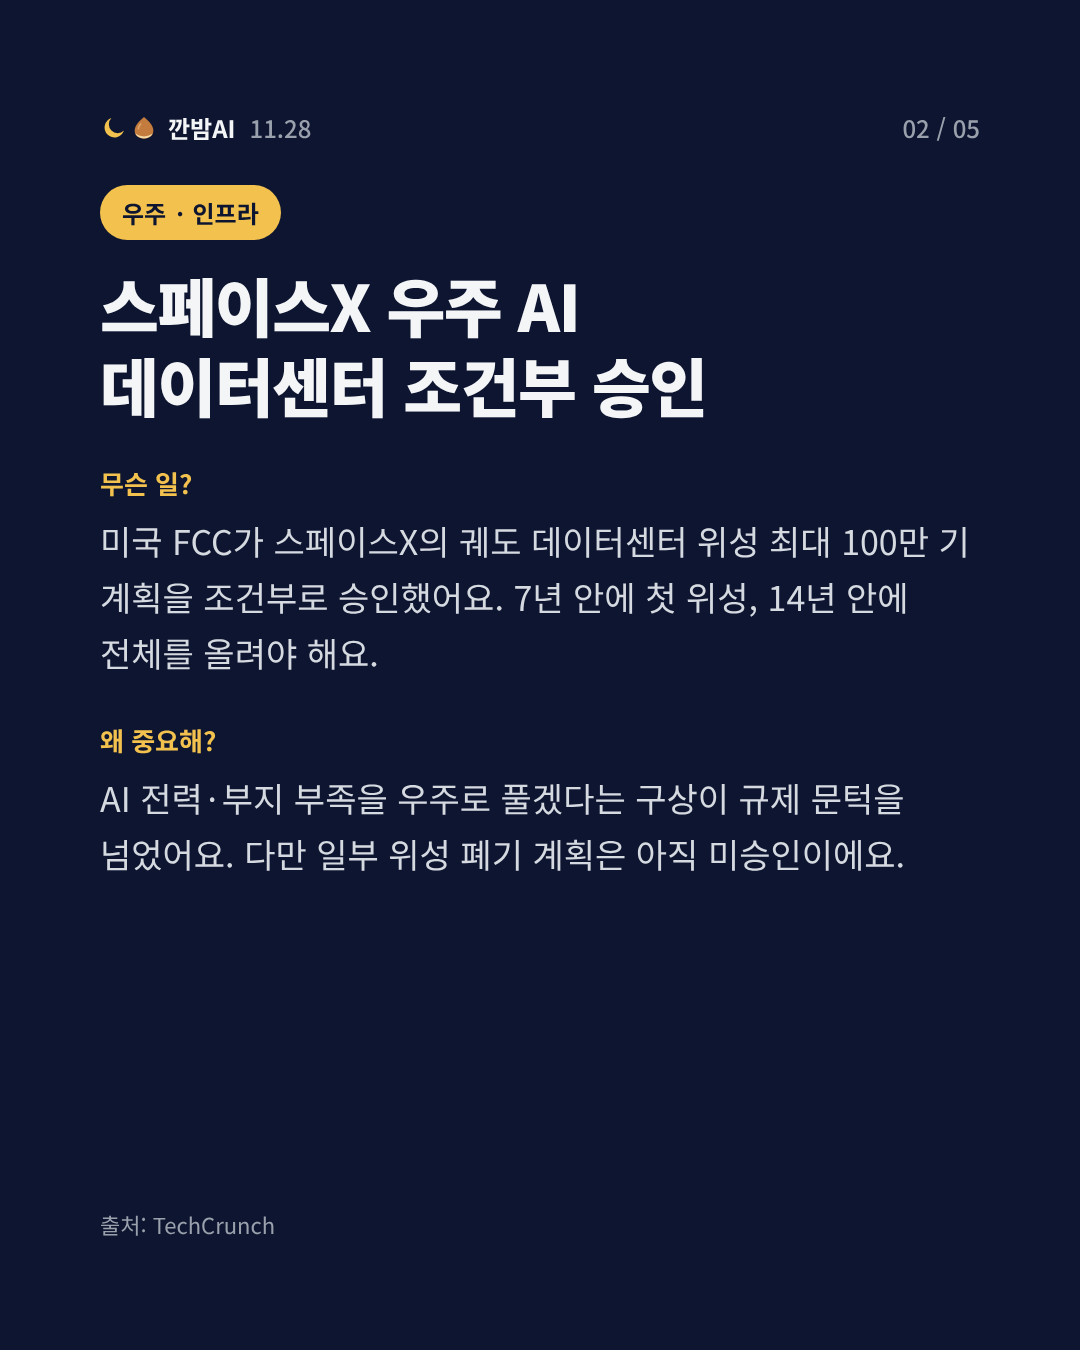 깐밤AI 11.28
02 / 05
우주 · 인프라
스페이스X 우주 AI
데이터센터 조건부 승인
무슨 일?
미국 FCC가 스페이스X의 궤도 데이터센터 위성 최대 100만 기
계획을 조건부로 승인했어요. 7년 안에 첫 위성, 14년 안에
전체를 올려야 해요.
왜 중요해?
AI 전력·부지 부족을 우주로 풀겠다는 구상이 규제 문턱을
넘었어요. 다만 일부 위성 폐기 계획은 아직 미승인이에요.
출처: TechCrunch